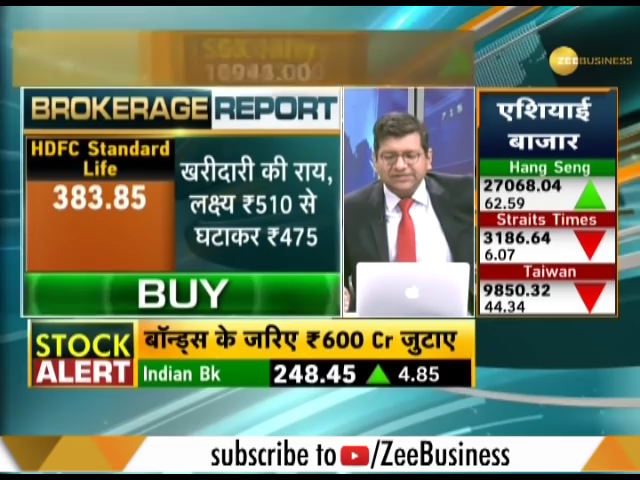 SGX Nifty
ZEEBUSINESS
BROKERAGE REPORT
HDFC Standard
Life
383.85
खरीदारी की राय,
लक्ष्य ₹510 से
घटाकर ₹475
BUY
एशियाई
बाजार
Hang Seng
27068.04
62.59
Straits Times
3186.64
6.07
Taiwan
9850.32
44.34
STOCK
ALERT
बॉन्ड्स के जरिए ₹600 Cr जुटाए
Indian Bk 248.45 4.85
subscribe to /ZeeBusiness